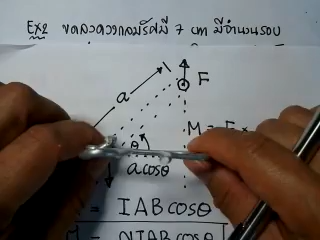 Ex2 ขดลวดวงกลมรัศมี 7 cm มีจำนวนรอบ
F
a
M = F x
θ
a cosθ
= IAB cosθ
M = NIAB cosθ